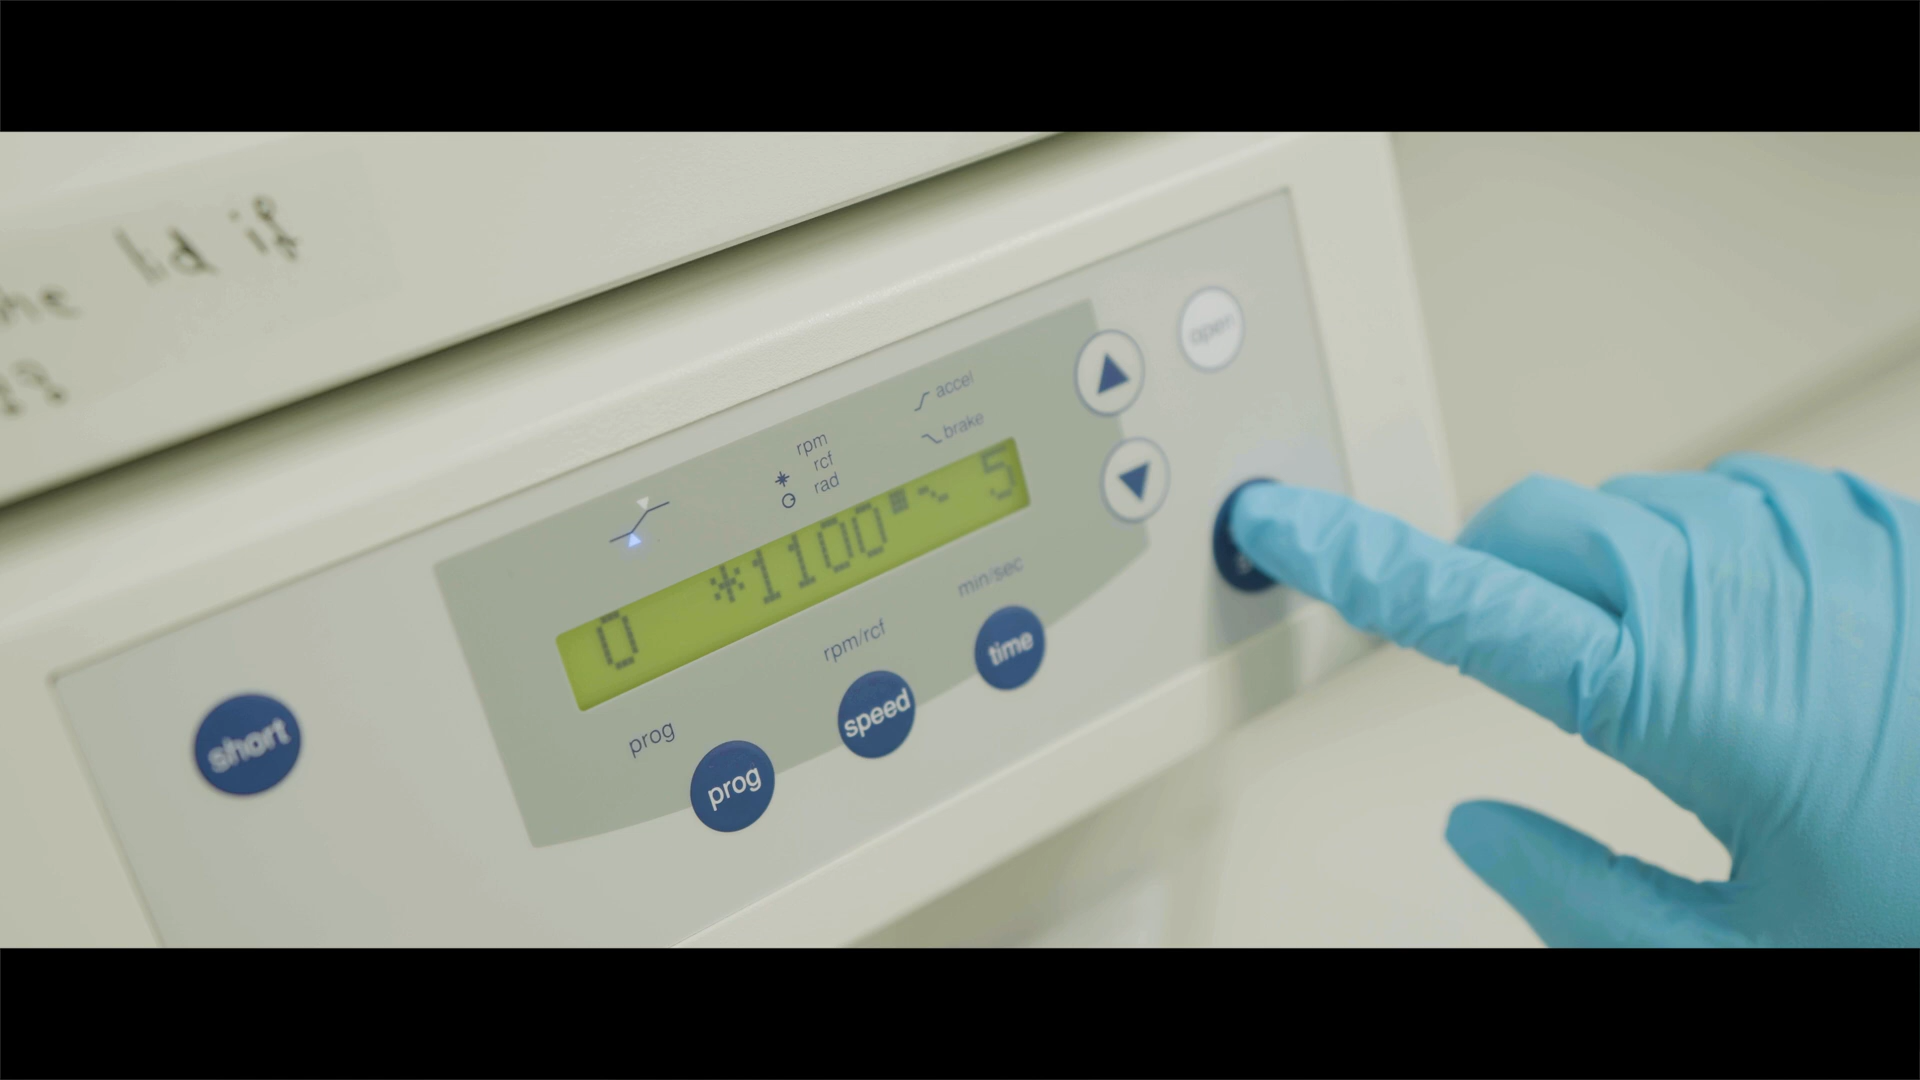 the lid if
open
accel
brake
rpm
* rcf
rad
0 *1100 5
min/sec
rpm/rcf
prog
short
prog
speed
time